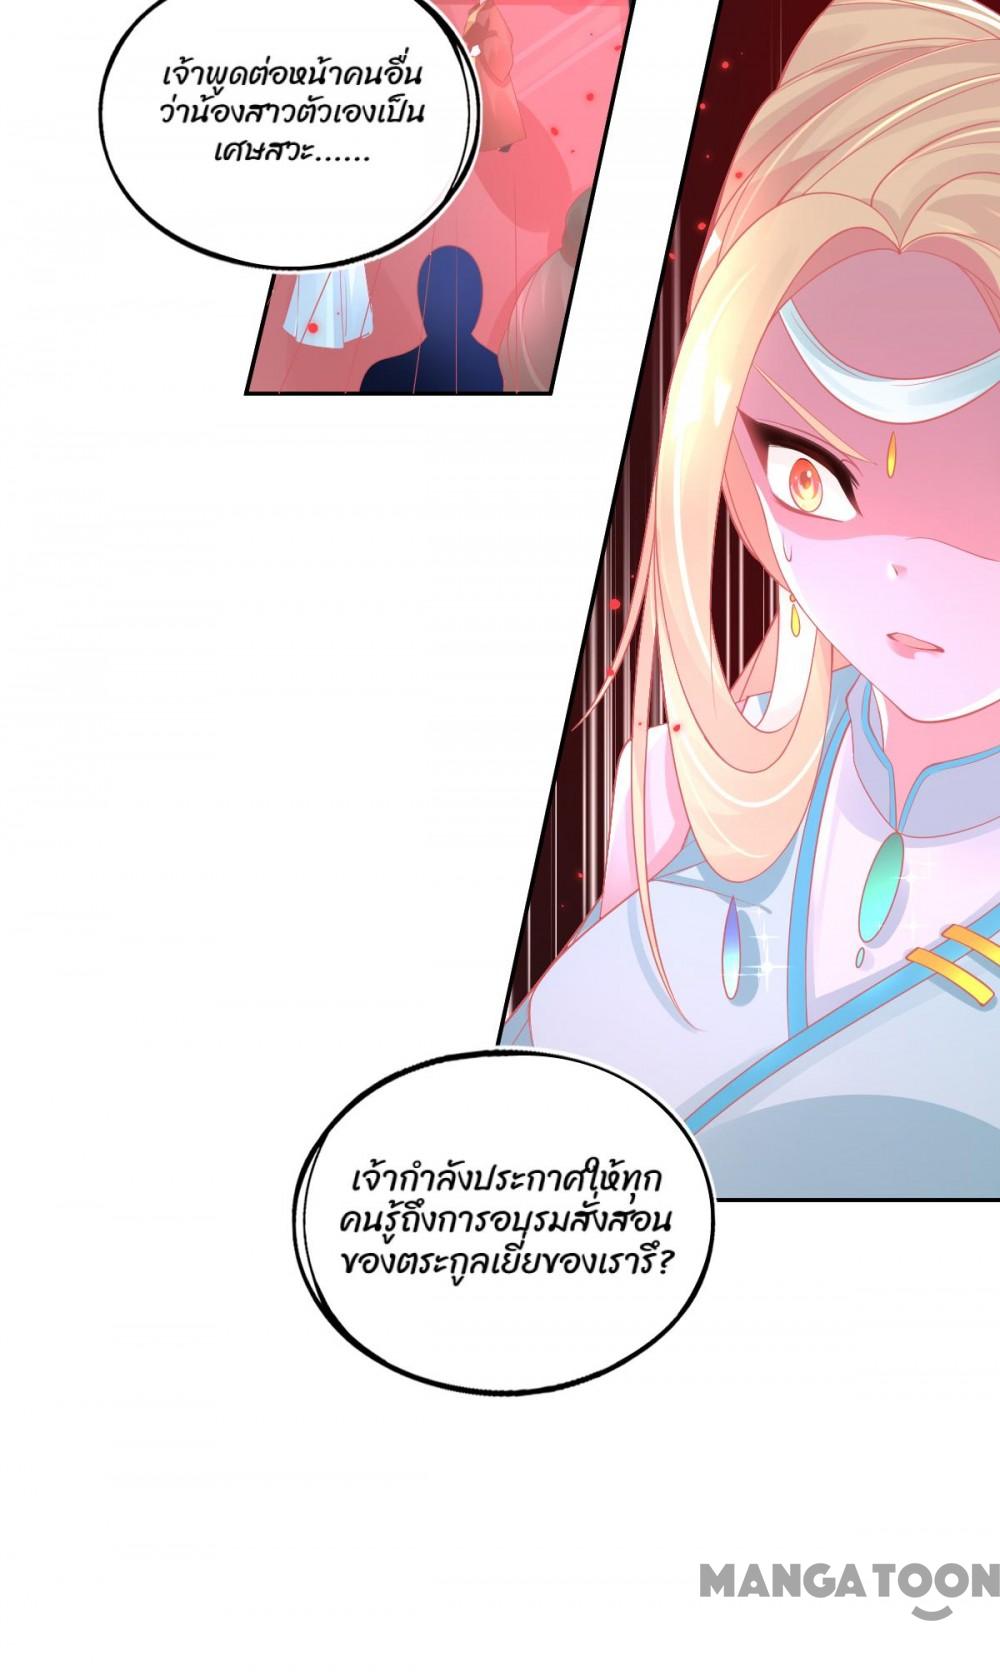 เจ้าพูดต่อหน้าคนอื่น
ว่าน้องสาวตัวเองเป็น
เศษสวะ......
เจ้ากำลังประกาศให้ทุก
คนรู้ถึงการอบรมสั่งสอน
ของตระกูลเยี่ยของเรารึ?
MANGATOON